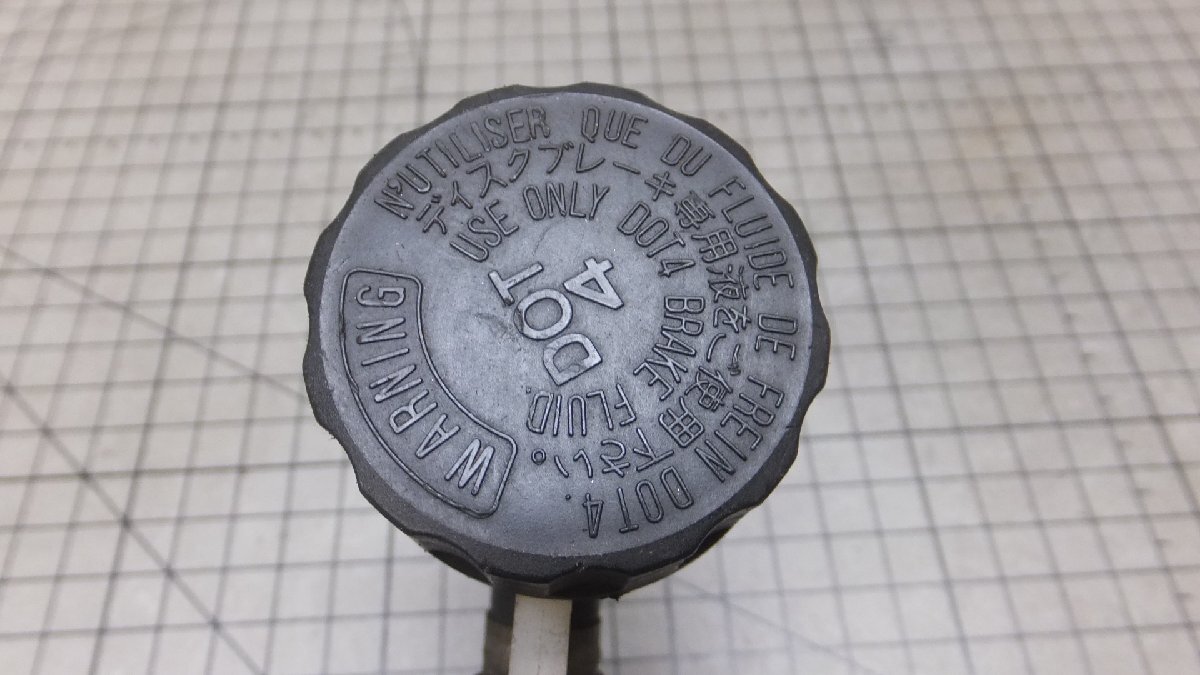 WARNING
N'UTILISER QUE DU FLUIDE DE FREIN DOT4.
ディスクブレーキ専用液をご使用下さい。
USE ONLY DOT4 BRAKE FLUID.
DOT
4